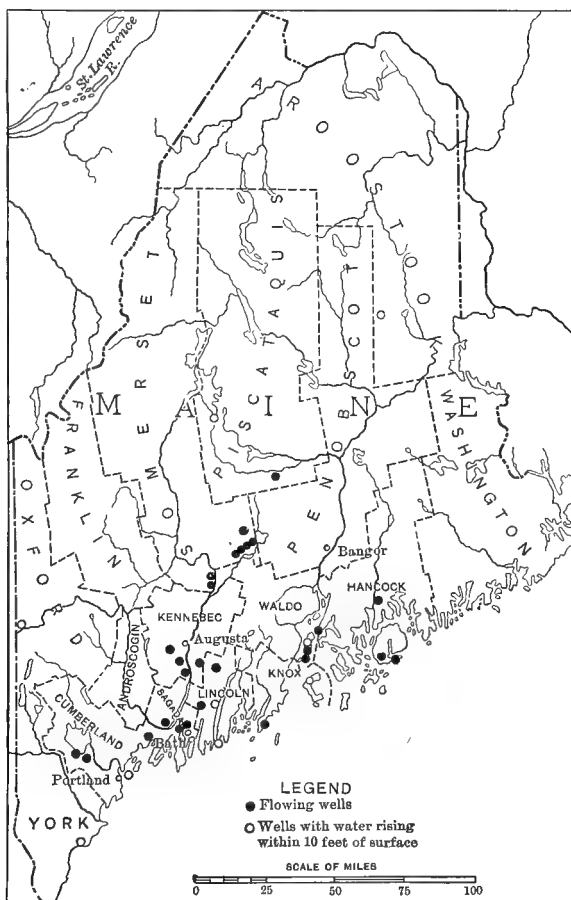 St. Lawrence
R.
AROOSTOOK
PISCATAQUIS
PENOBSCOT
SOMERSET
MAINE
FRANKLIN
WASHINGTON
OXFORD
Bangor
HANCOCK
WALDO
KENNEBEC
Augusta
ANDROSCOGGIN
KNOX
LINCOLN
SAGADAHOC
CUMBERLAND
Bath
Portland
YORK
LEGEND
Flowing wells
Wells with water rising
within 10 feet of surface
SCALE OF MILES
0 25 50 100